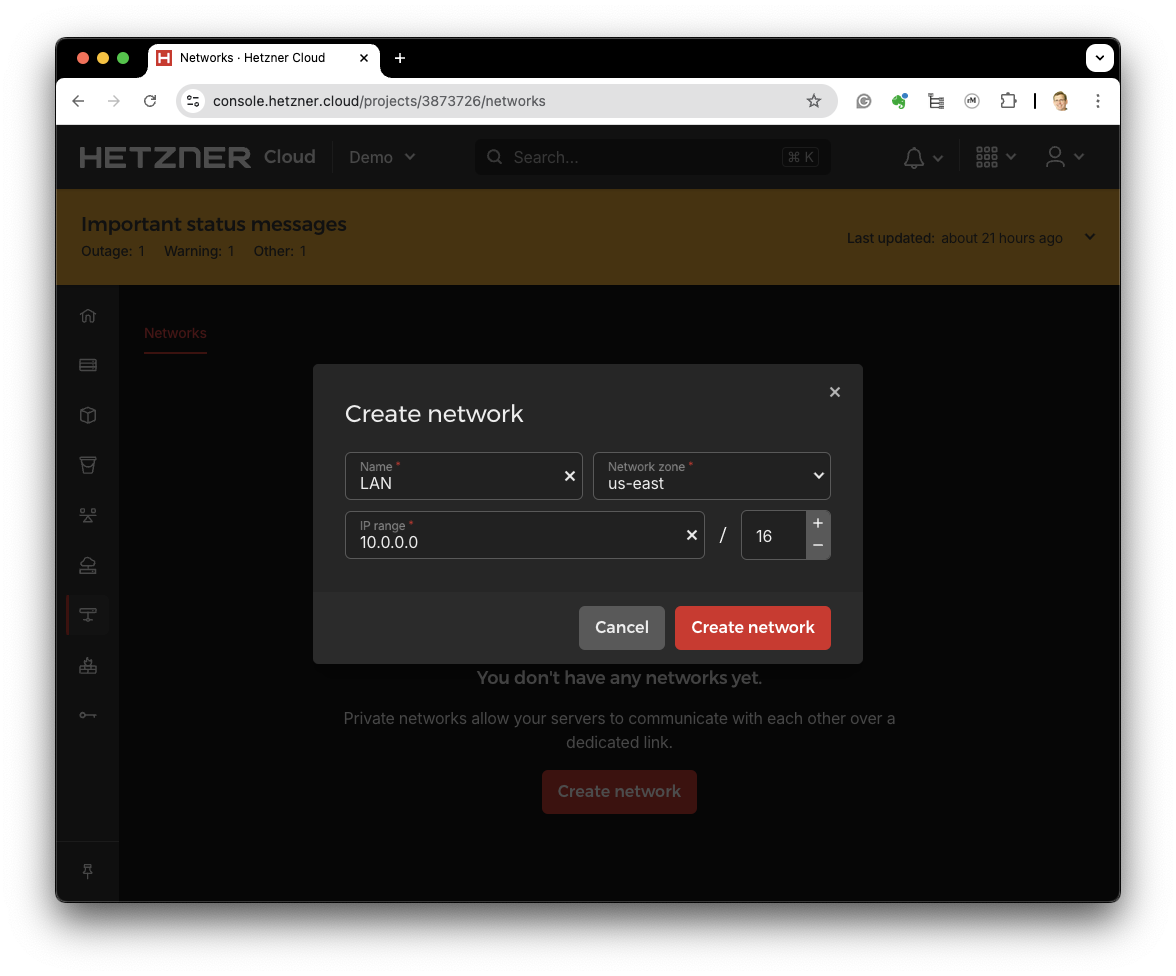 Networks · Hetzner Cloud
console.hetzner.cloud/projects/3873726/networks
HETZNER Cloud Demo Search... ⌘ K
Important status messages
Outage: 1 Warning: 1 Other: 1
Last updated: about 21 hours ago
Networks
Create network
Name *
LAN
Network zone *
us-east
IP range *
10.0.0.0
/ 16
Cancel Create network
You don't have any networks yet.
Private networks allow your servers to communicate with each other over a
dedicated link.
Create network